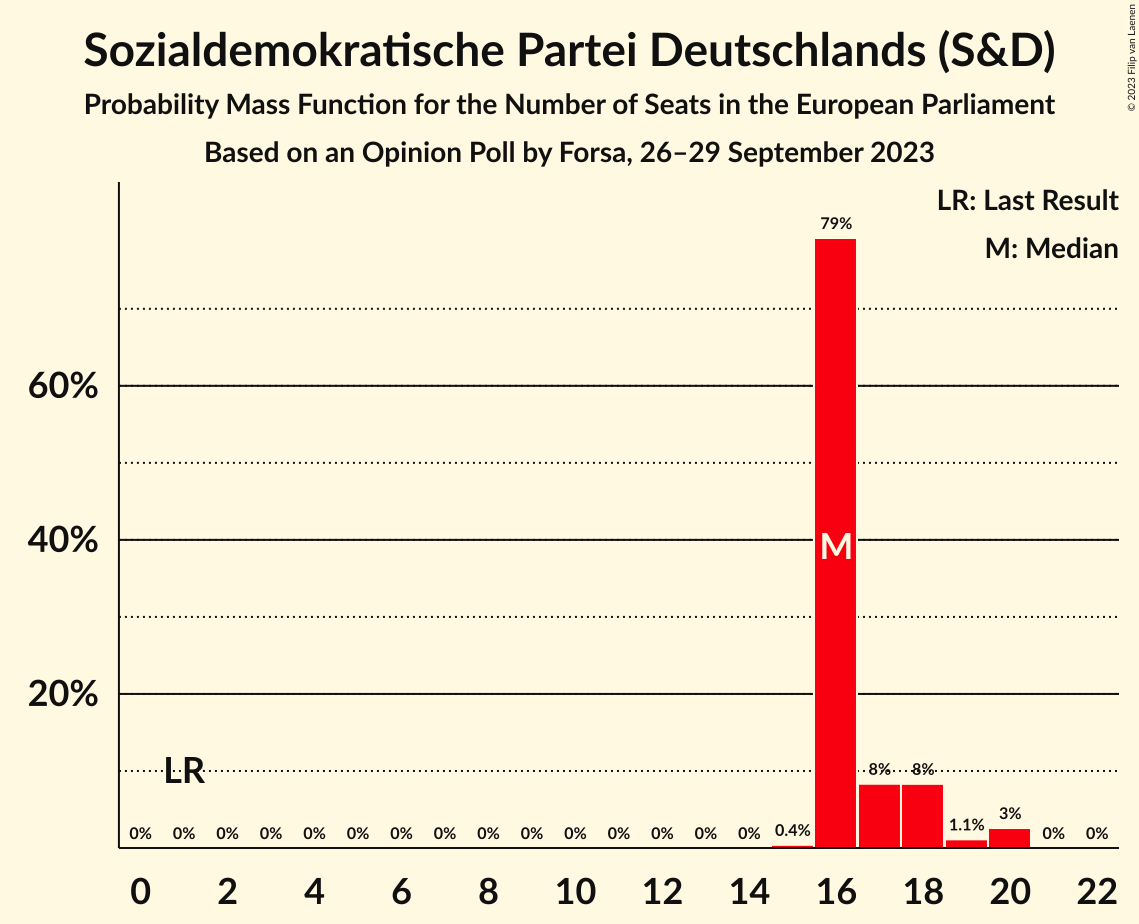 Sozialdemokratische Partei Deutschlands (S&D)
Probability Mass Function for the Number of Seats in the European Parliament
Based on an Opinion Poll by Forsa, 26–29 September 2023
© 2023 Filip van Laenen
LR: Last Result
M: Median
79%
60%
40%
M
20%
LR
8% 8%
0% 0% 0% 0% 0% 0% 0% 0% 0% 0% 0% 0% 0% 0% 0% 0.4% 1.1% 3% 0% 0%
0 2 4 6 8 10 12 14 16 18 20 22